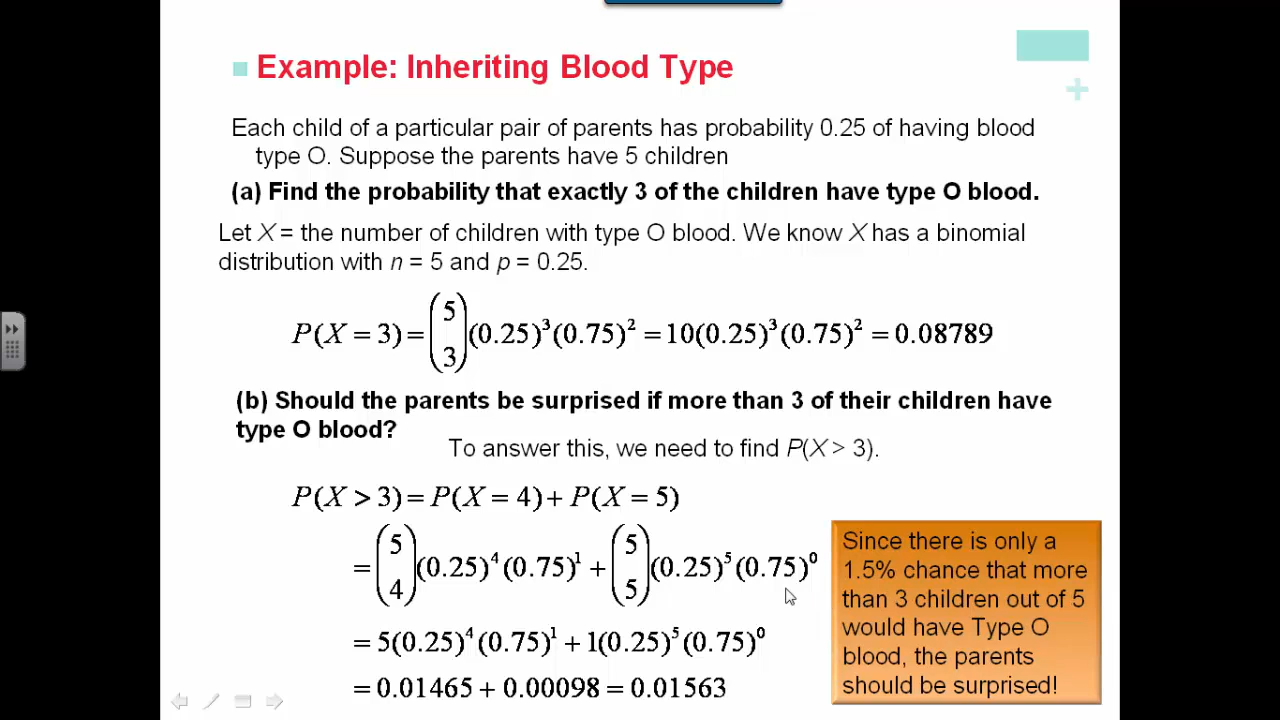 Example: Inheriting Blood Type
Each child of a particular pair of parents has probability 0.25 of having blood
type O. Suppose the parents have 5 children
(a) Find the probability that exactly 3 of the children have type O blood.
Let X = the number of children with type O blood. We know X has a binomial
distribution with n = 5 and p = 0.25.
P(X = 3) = (5 3)(0.25)³(0.75)² = 10(0.25)³(0.75)² = 0.08789
(b) Should the parents be surprised if more than 3 of their children have
type O blood?
To answer this, we need to find P(X > 3).
P(X > 3) = P(X = 4) + P(X = 5)
= (5 4)(0.25)⁴(0.75)¹ + (5 5)(0.25)⁵(0.75)⁰
= 5(0.25)⁴(0.75)¹ + 1(0.25)⁵(0.75)⁰
= 0.01465 + 0.00098 = 0.01563
Since there is only a
1.5% chance that more
than 3 children out of 5
would have Type O
blood, the parents
should be surprised!